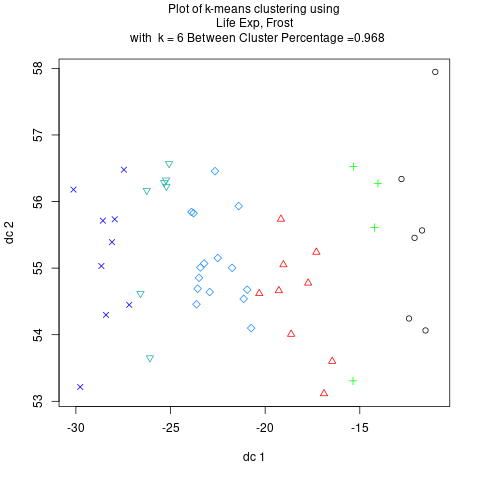 Plot of k-means clustering using
Life Exp, Frost
with  k = 6 Between Cluster Percentage =0.968
58
57
56
55
54
53
dc 2
-30
-25
-20
-15
dc 1